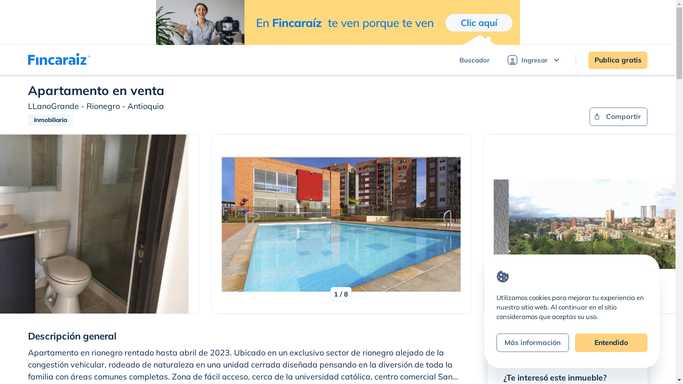 En Fincaraíz te ven porque te ven
Clic aquí
Fincaraíz
Buscador
Ingresar
Publica gratis
Apartamento en venta
LLanoGrande - Rionegro - Antioquia
Inmobiliaria
Compartir
1 / 8
Utilizamos cookies para mejorar tu experiencia en
nuestro sitio web. Al continuar en el sitio
consideramos que aceptas su uso.
Más información
Entendido
Descripción general
Apartamento en rionegro rentado hasta abril de 2023. Ubicado en un exclusivo sector de rionegro alejado de la
congestión vehicular, rodeado de naturaleza en una unidad cerrada diseñada pensando en la diversión de toda la
familia con áreas comunes completas. Zona de fácil acceso, cerca de la universidad católica, centro comercial San...
¿Te interesó este inmueble?